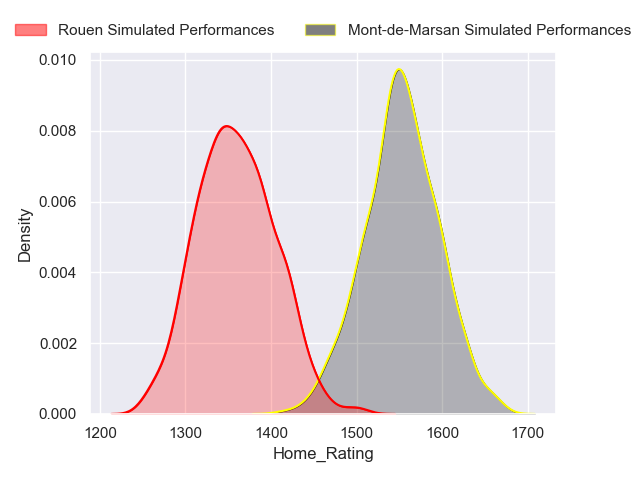 Rouen Simulated Performances
Mont-de-Marsan Simulated Performances
0.010
0.008
0.006
0.004
0.002
0.000
Density
1200 1300 1400 1500 1600 1700
Home_Rating